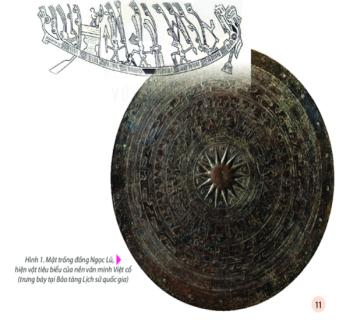 Hình 1. Mặt trống đồng Ngọc Lũ,
hiện vật tiêu biểu của nền văn minh Việt cổ
(trưng bày tại Bảo tàng Lịch sử quốc gia)
11